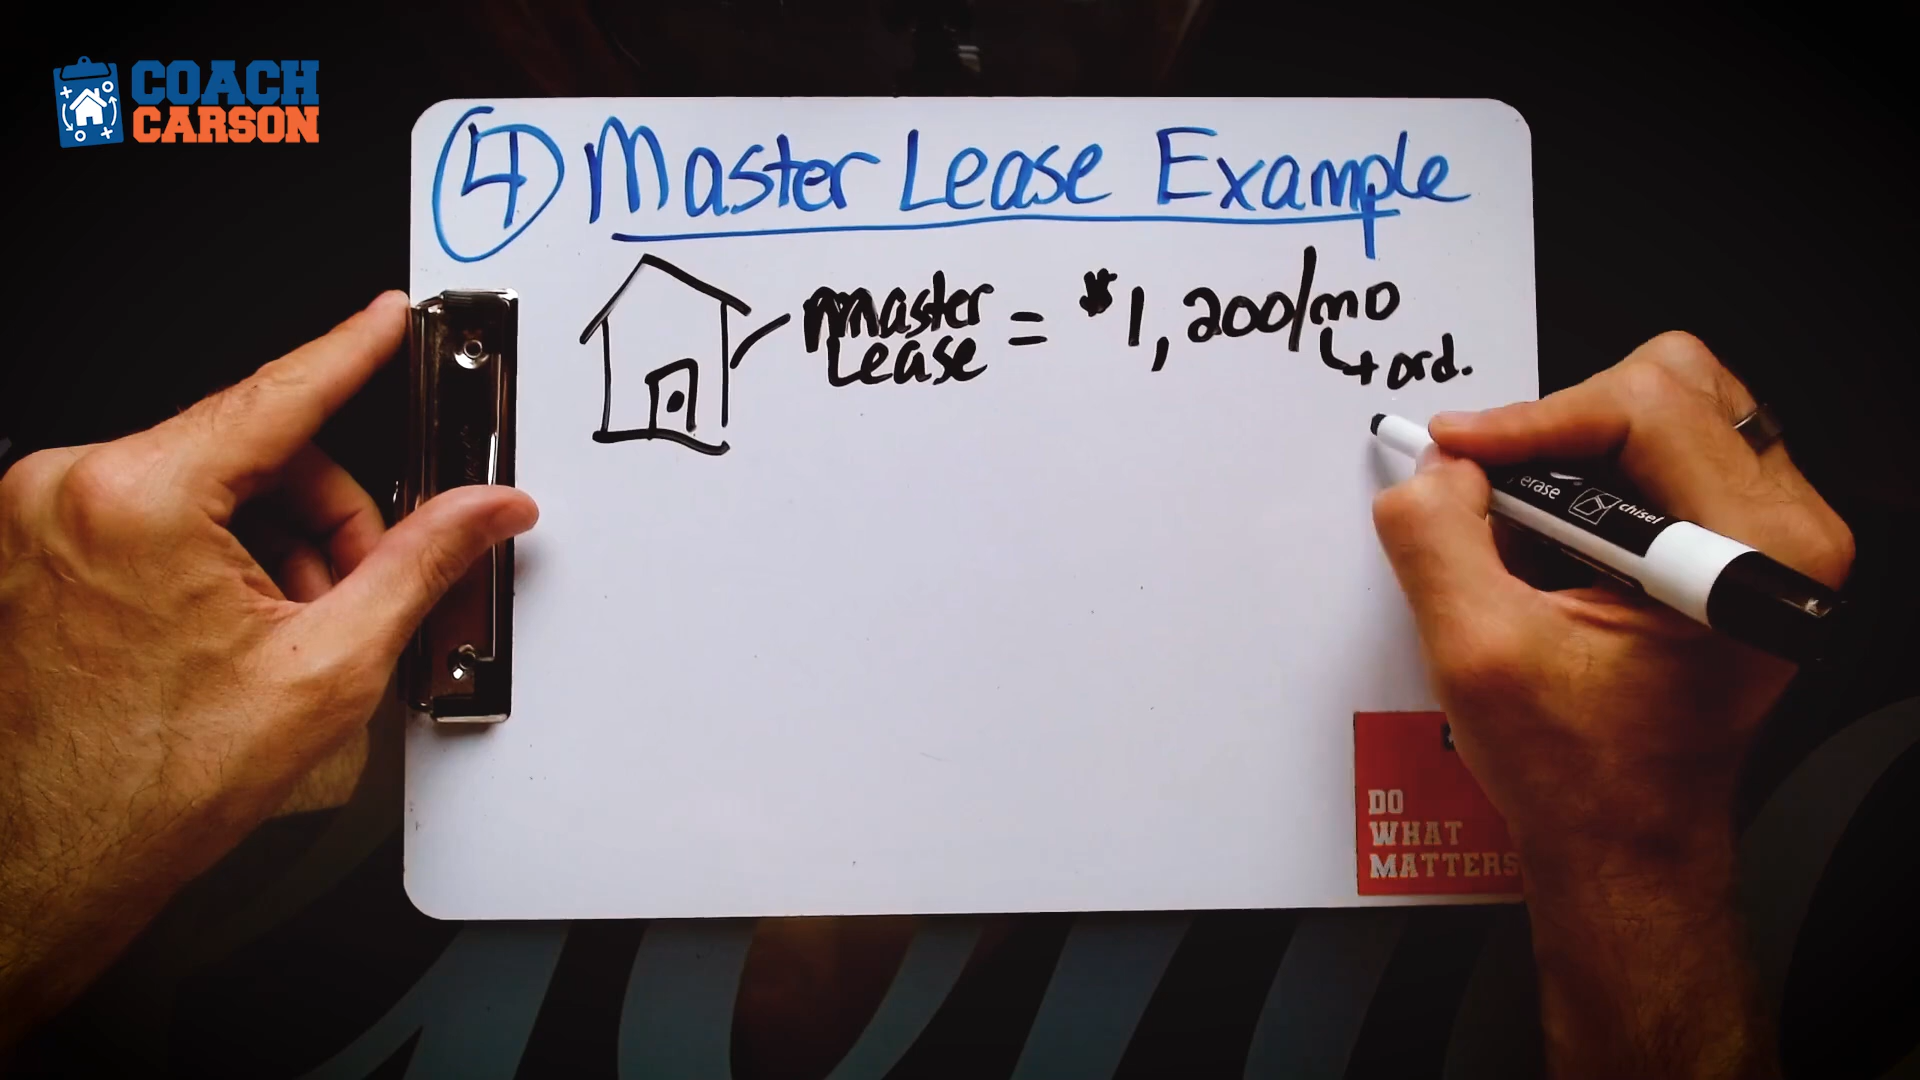 COACH
CARSON
4 Master Lease Example
Master Lease = $1,200/mo
↳ ord.
erase chisel
DO
WHAT
MATTERS